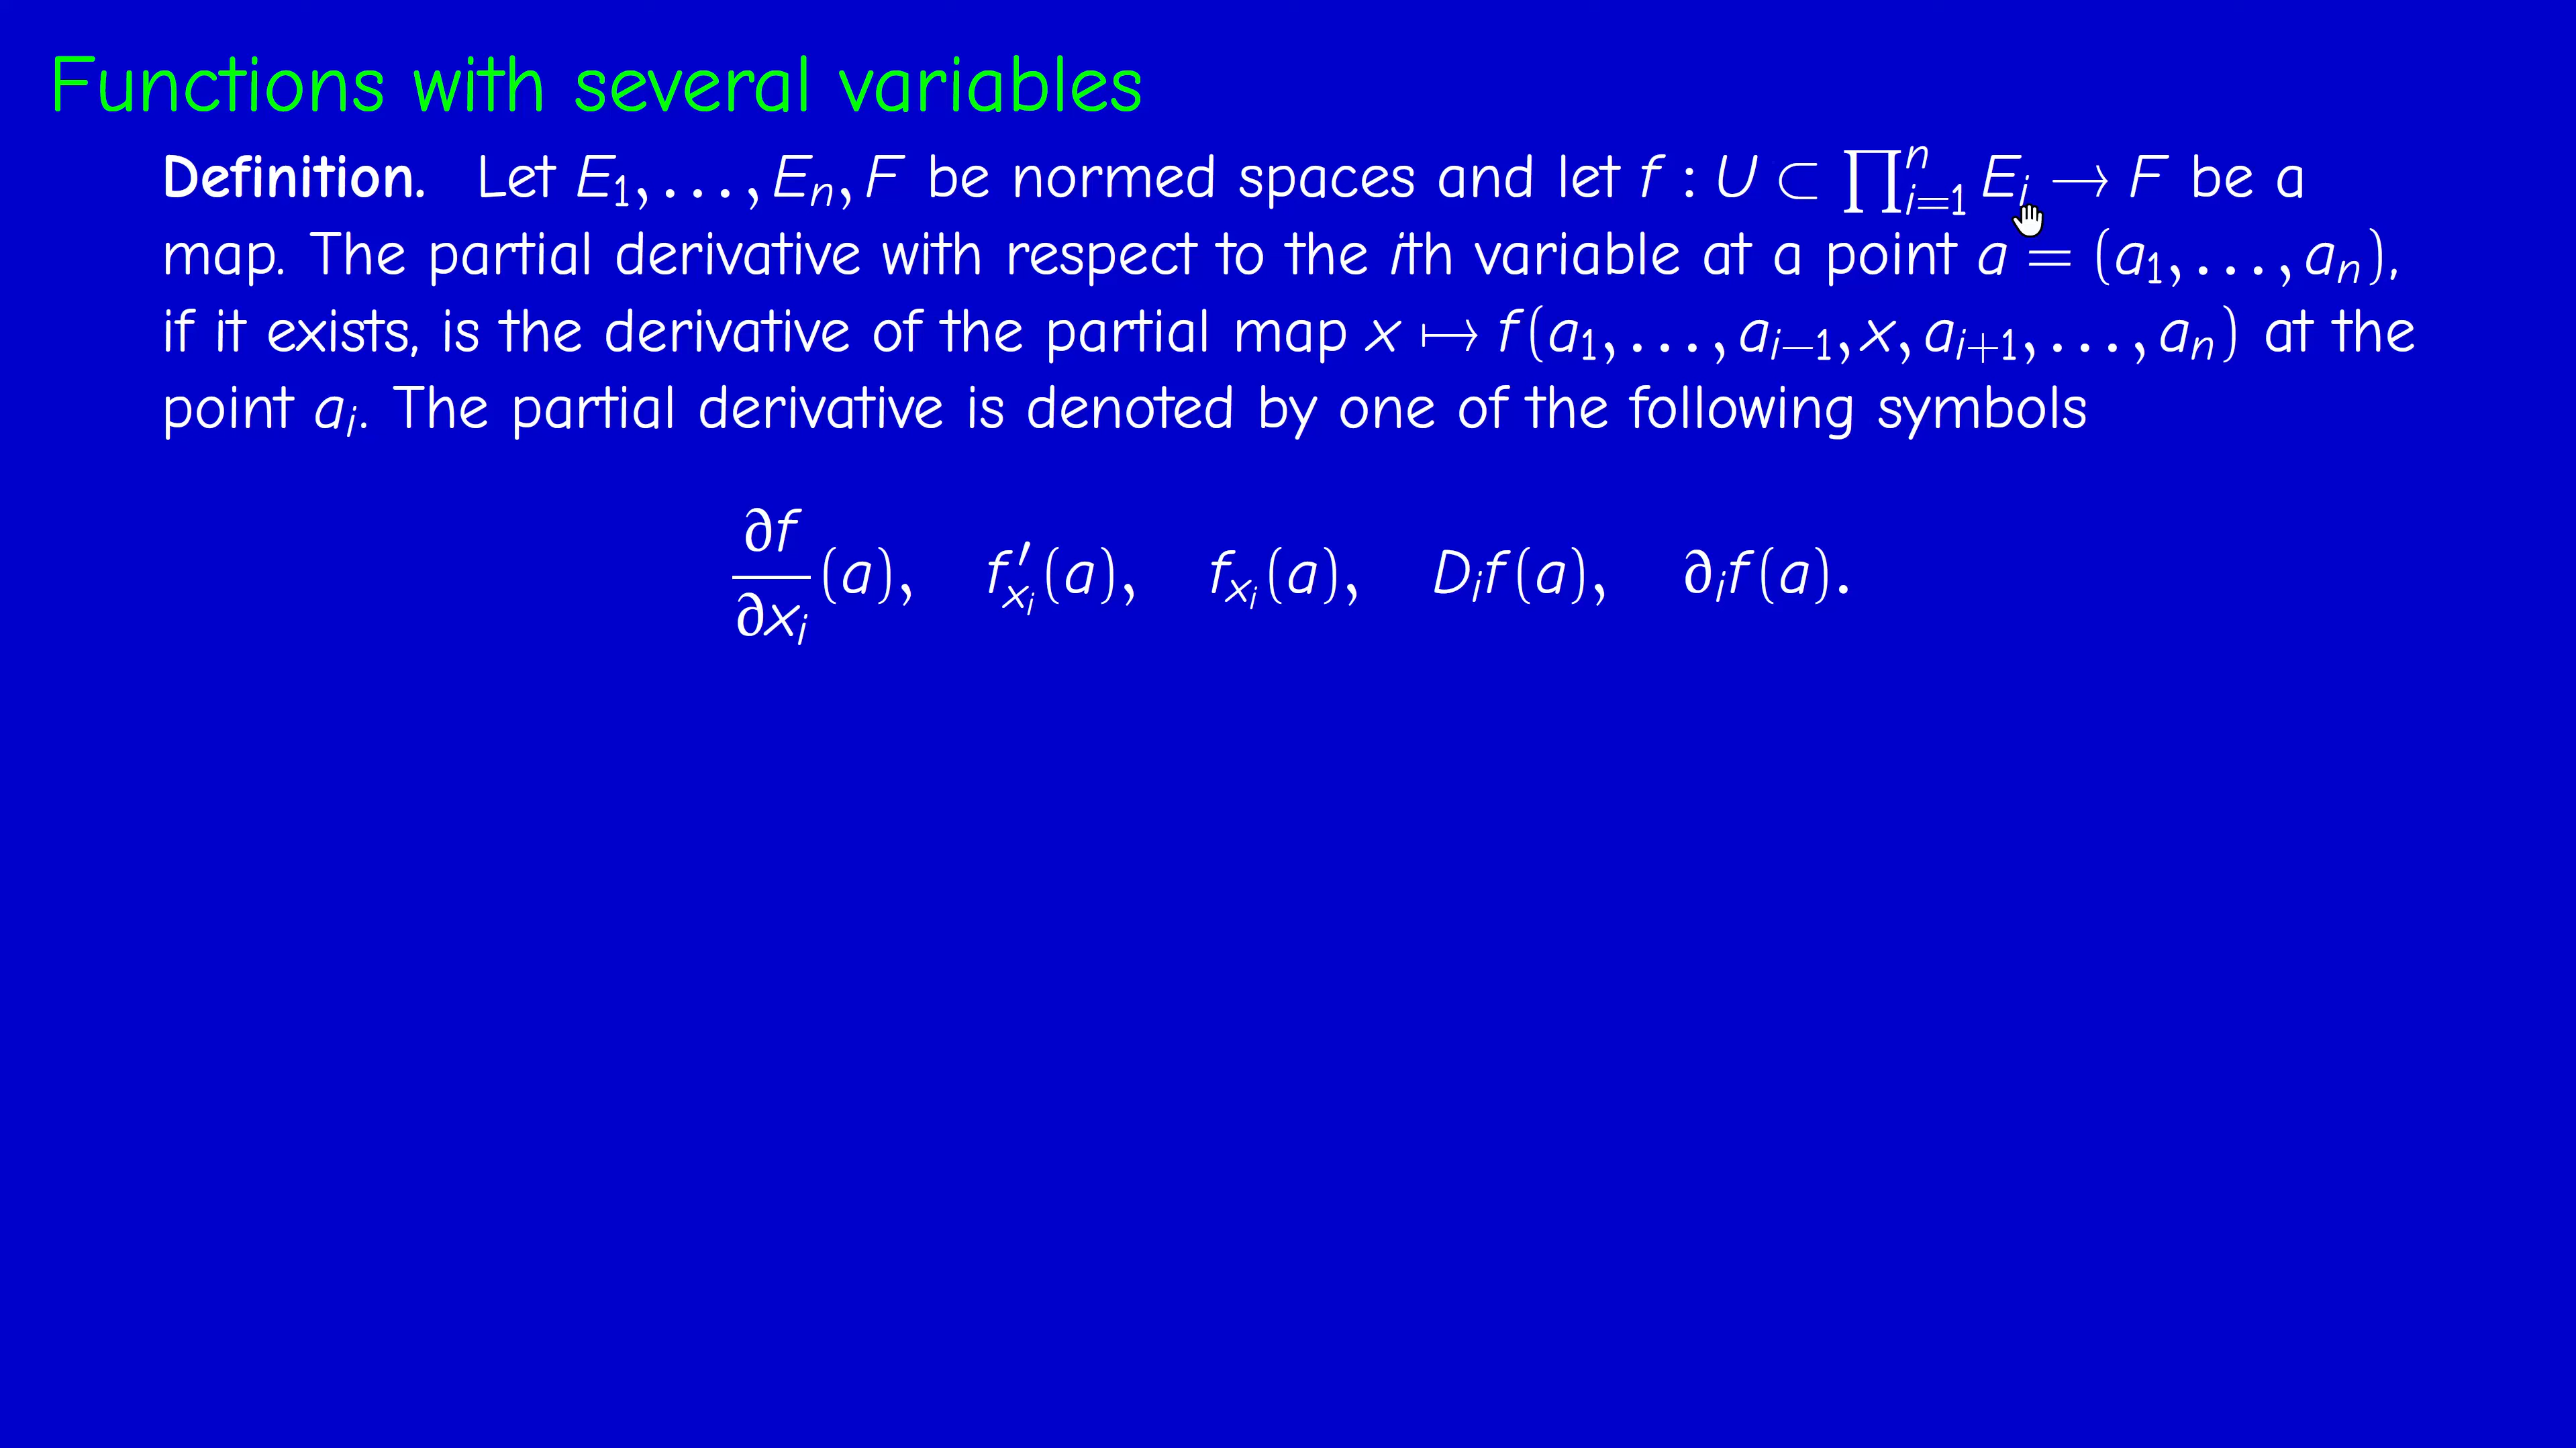 Functions with several variables
Definition. Let E₁, . . . , Eₙ, F be normed spaces and let f : U ⊂ ∏ⁿᵢ₌₁ Eᵢ → F be a
map. The partial derivative with respect to the ith variable at a point a = (a₁, . . . , aₙ),
if it exists, is the derivative of the partial map x ↦ f(a₁, . . . , aᵢ₋₁, x, aᵢ₊₁, . . . , aₙ) at the
point aᵢ. The partial derivative is denoted by one of the following symbols
∂f/∂xᵢ (a), f′_{xᵢ}(a), f_{xᵢ}(a), Dᵢf(a), ∂ᵢf(a).